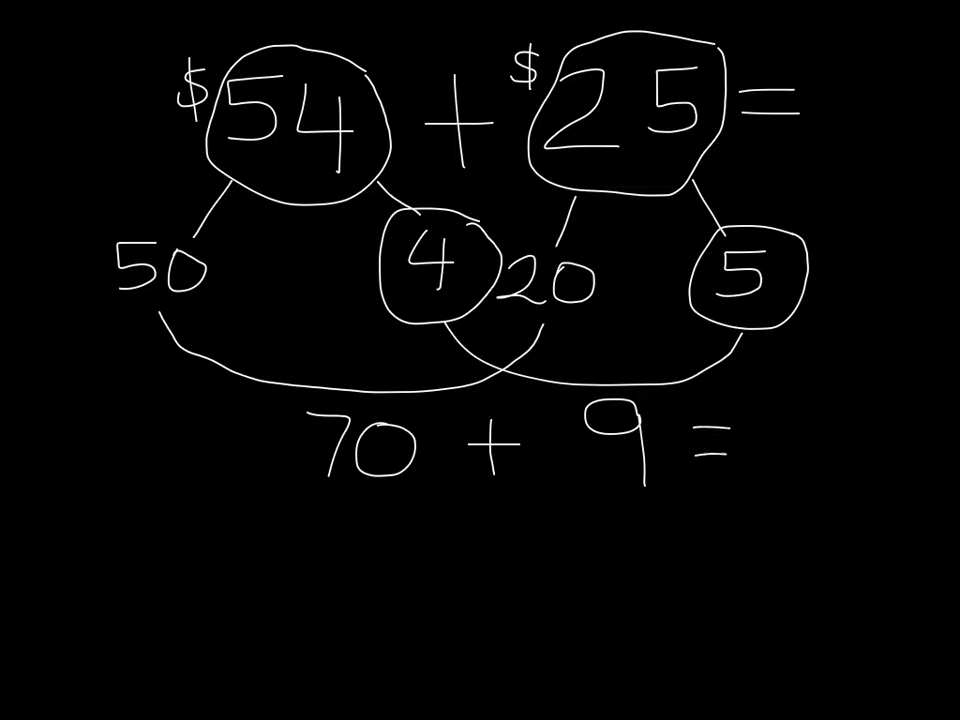 $54 + $25 =
50 4 20 5
70 + 9 =